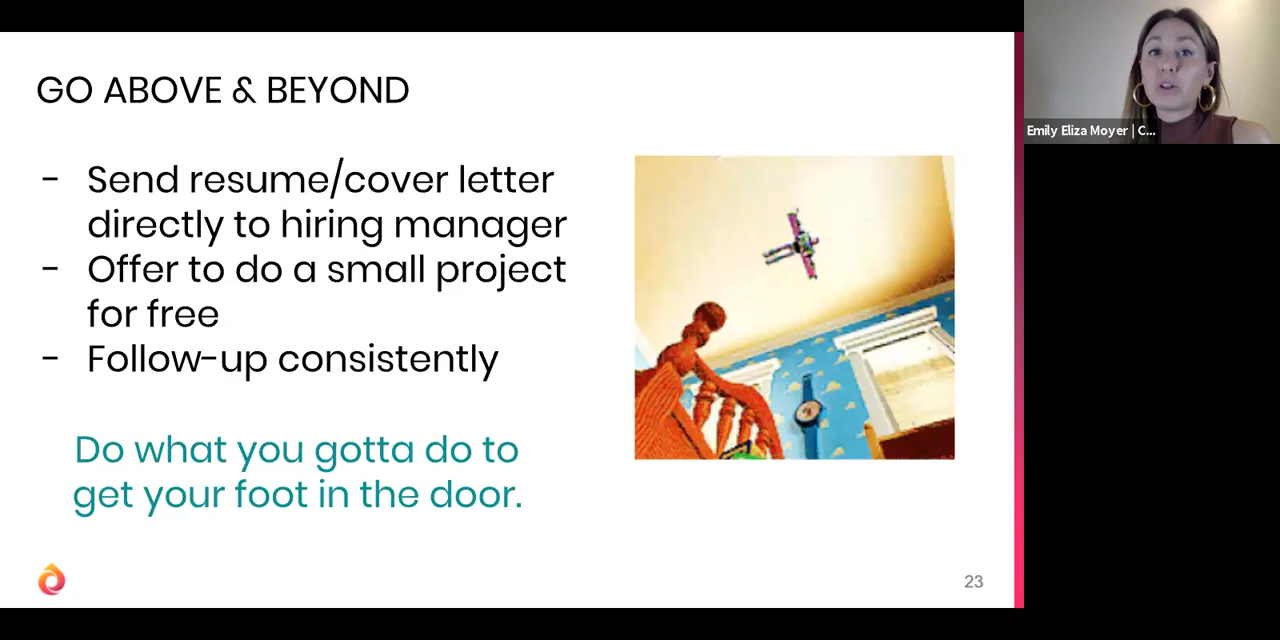 GO ABOVE & BEYOND
- Send resume/cover letter
directly to hiring manager
- Offer to do a small project
for free
- Follow-up consistently
Do what you gotta do to
get your foot in the door.
23
Emily Eliza Moyer | C...